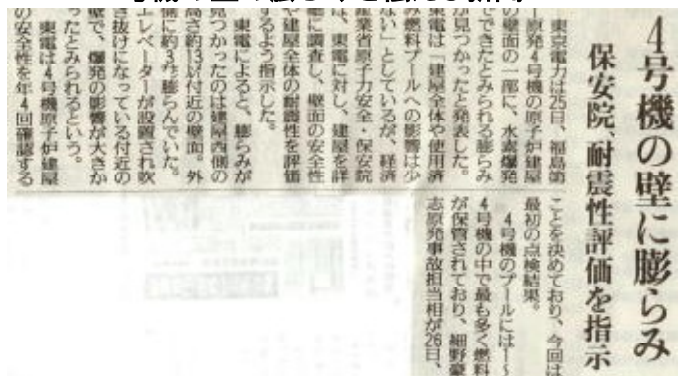 4号機の壁に膨らみ
保安院、耐震性評価を指示
東京電力は25日、福島第
一原発4号機の原子炉建屋
の壁面の一部に、水素爆発
でできたとみられる膨らみ
が見つかったと発表した。
東電は「建屋全体や使用済
み燃料プールへの影響は少
ない」としているが、経済
産業省原子力安全・保安院
は、東電に対し、建屋を詳
細に調査し、壁面の安全性
や建屋全体の耐震性を評価
するよう指示した。
東電によると、膨らみが
見つかったのは建屋西側の
高さ約13㍍付近の壁面。外
側に約3㌢膨らんでいた。
エレベーターが設置され吹
き抜けになっている付近の
壁で、爆発の影響が大きか
ったとみられるという。
東電は4号機原子炉建屋
の安全性を年4回確認する
ことを決めており、今回は
最初の点検結果。
4号機のプールには1〜
4号機の中で最も多く燃料
が保管されており、細野豪
志原発事故担当相が26日、